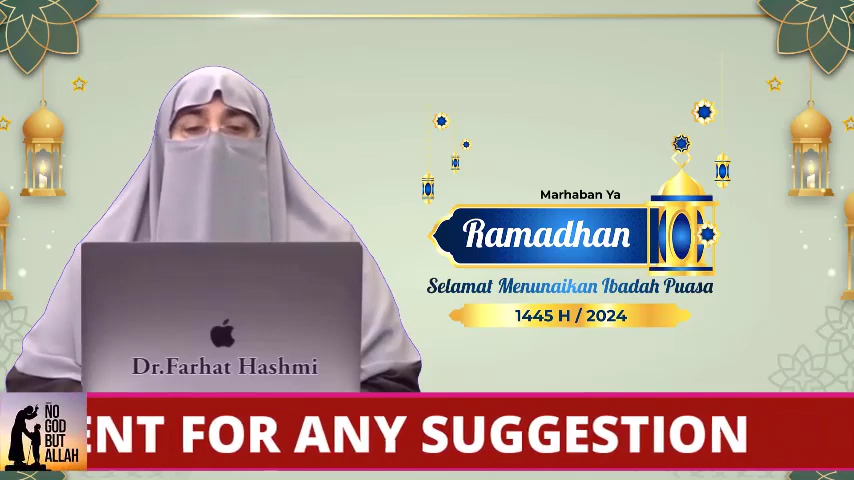 Marhaban Ya
Ramadhan
Selamat Menunaikan Ibadah Puasa
1445 H / 2024
Dr.Farhat Hashmi
NO
GOD
BUT
ALLAH
ENT FOR ANY SUGGESTION